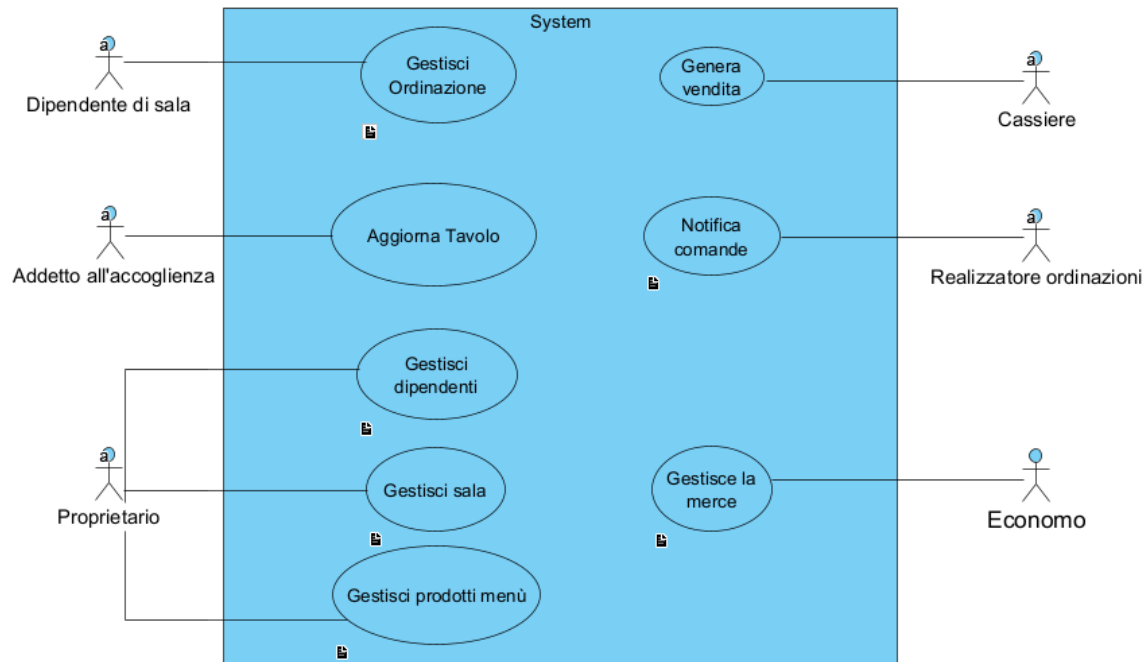 System
a
Dipendente di sala
Gestisci
Ordinazione
Genera
vendita
a
Cassiere
a
Addetto all'accoglienza
Aggiorna Tavolo
Notifica
comande
a
Realizzatore ordinazioni
Gestisci
dipendenti
a
Proprietario
Gestisci sala
Gestisce la
merce
Economo
Gestisci prodotti menù